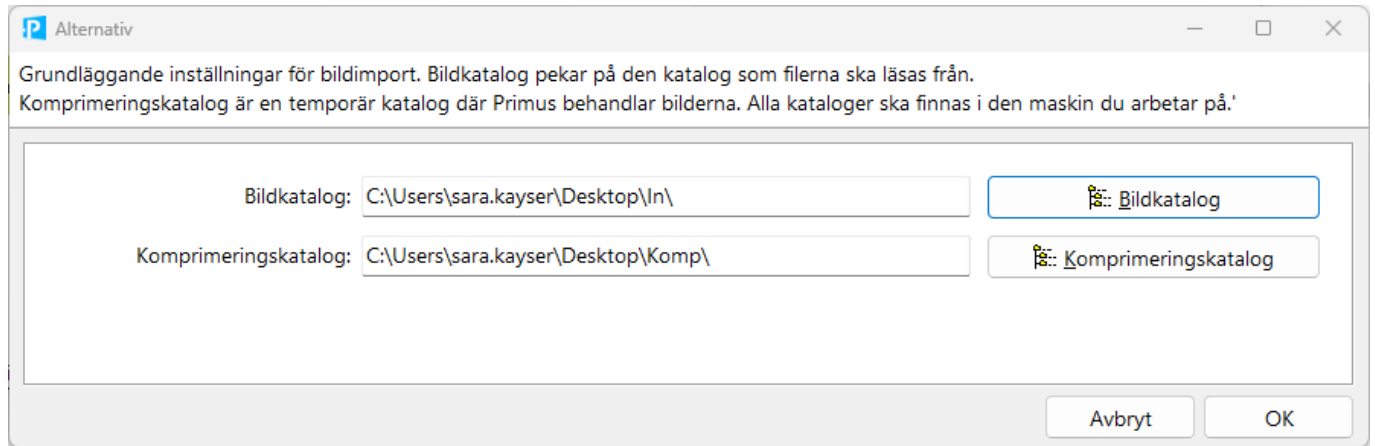 Alternativ
Grundläggande inställningar för bildimport. Bildkatalog pekar på den katalog som filerna ska läsas från.
Komprimeringskatalog är en temporär katalog där Primus behandlar bilderna. Alla kataloger ska finnas i den maskin du arbetar på.'
Bildkatalog: C:\Users\sara.kayser\Desktop\In\ Bildkatalog
Komprimeringskatalog: C:\Users\sara.kayser\Desktop\Komp\ Komprimeringskatalog
Avbryt OK